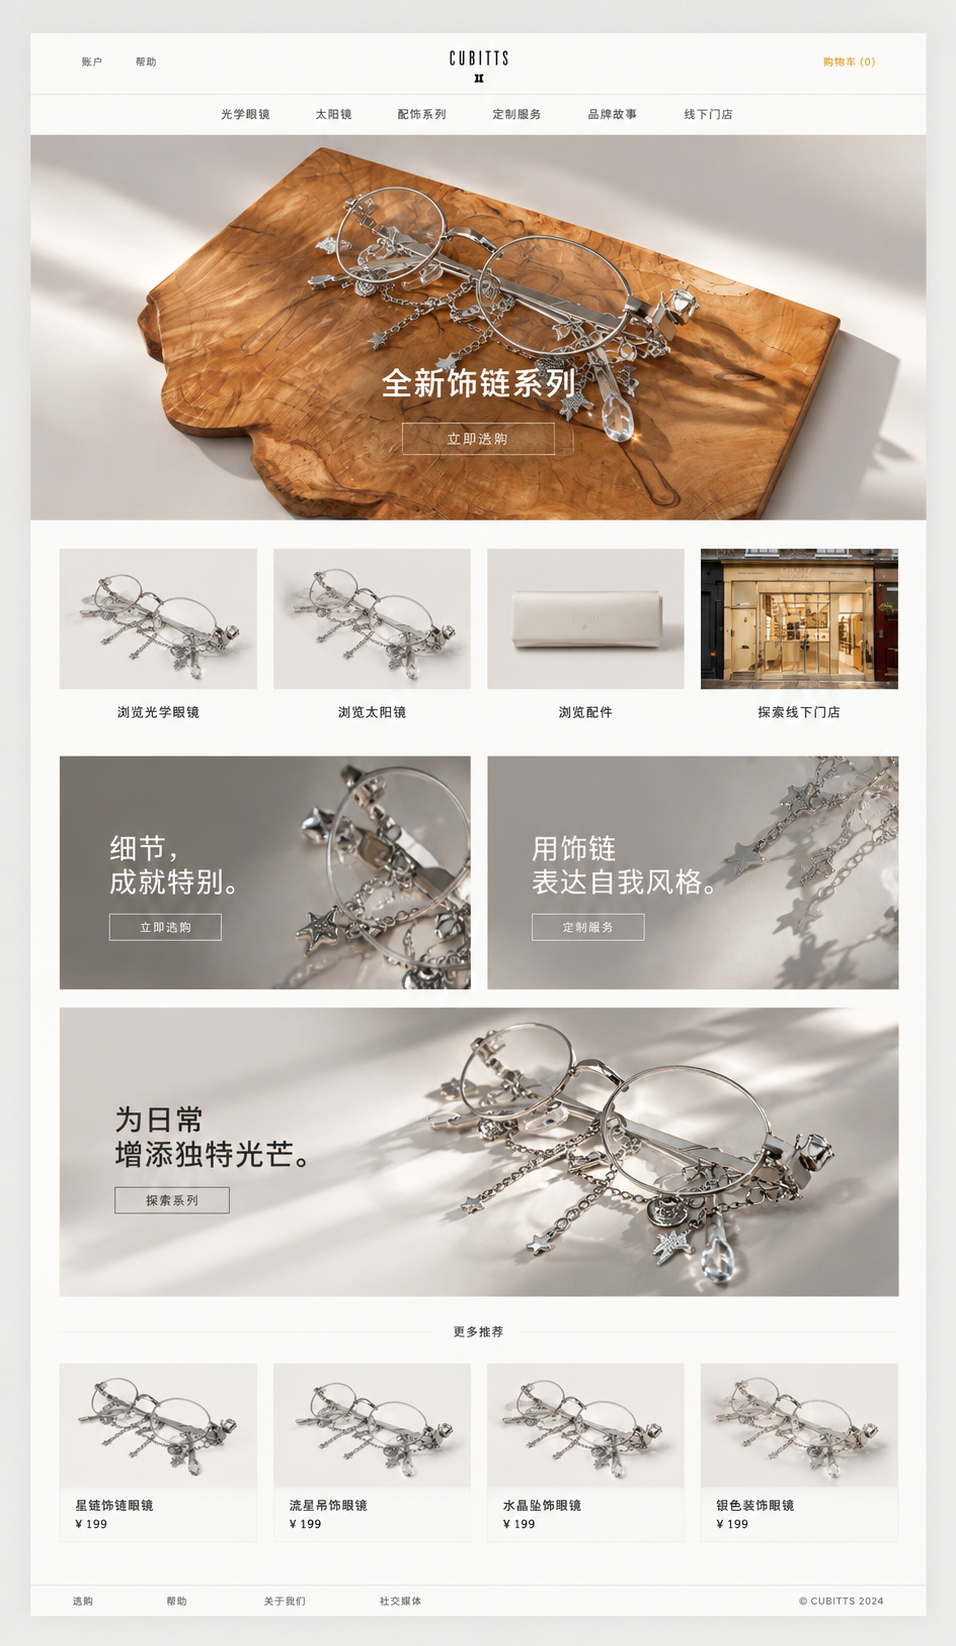 账户
帮助
CUBITTS
购物车 (0)
光学眼镜
太阳镜
配饰系列
定制服务
品牌故事
线下门店
全新饰链系列
立即选购
浏览光学眼镜
浏览太阳镜
浏览配件
探索线下门店
细节，
成就特别。
立即选购
用饰链
表达自我风格。
定制服务
为日常
增添独特光芒。
探索系列
更多推荐
星链饰链眼镜
¥ 199
流星吊饰眼镜
¥ 199
水晶坠饰眼镜
¥ 199
银色装饰眼镜
¥ 199
选购
帮助
关于我们
社交媒体
© CUBITTS 2024